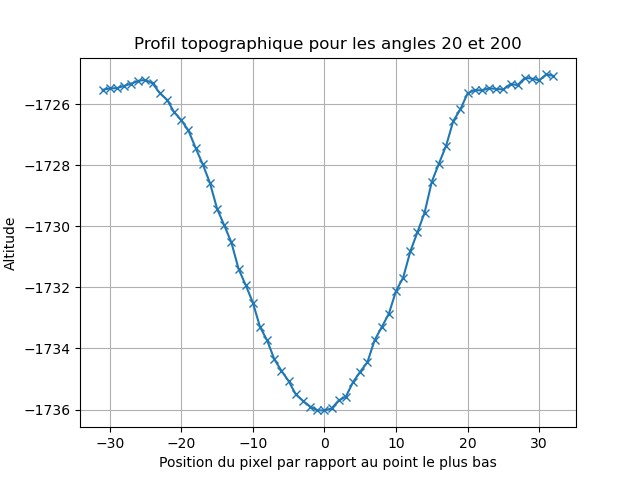 Profil topographique pour les angles 20 et 200
Altitude
−1726
−1728
−1730
−1732
−1734
−1736
−30 −20 −10 0 10 20 30
Position du pixel par rapport au point le plus bas